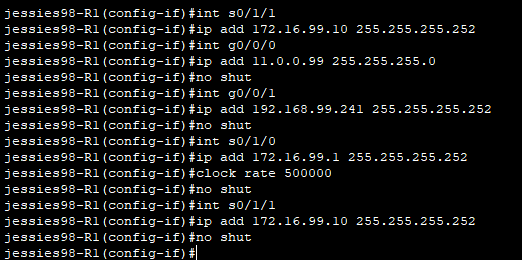 jessies98-R1(config-if)#int s0/1/1
jessies98-R1(config-if)#ip add 172.16.99.10 255.255.255.252
jessies98-R1(config-if)#int g0/0/0
jessies98-R1(config-if)#ip add 11.0.0.99 255.255.255.0
jessies98-R1(config-if)#no shut
jessies98-R1(config-if)#int g0/0/1
jessies98-R1(config-if)#ip add 192.168.99.241 255.255.255.252
jessies98-R1(config-if)#no shut
jessies98-R1(config-if)#int s0/1/0
jessies98-R1(config-if)#ip add 172.16.99.1 255.255.255.252
jessies98-R1(config-if)#clock rate 500000
jessies98-R1(config-if)#no shut
jessies98-R1(config-if)#int s0/1/1
jessies98-R1(config-if)#ip add 172.16.99.10 255.255.255.252
jessies98-R1(config-if)#no shut
jessies98-R1(config-if)#